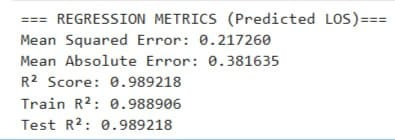 === REGRESSION METRICS (Predicted LOS)===
Mean Squared Error: 0.217260
Mean Absolute Error: 0.381635
R² Score: 0.989218
Train R²: 0.988906
Test R²: 0.989218